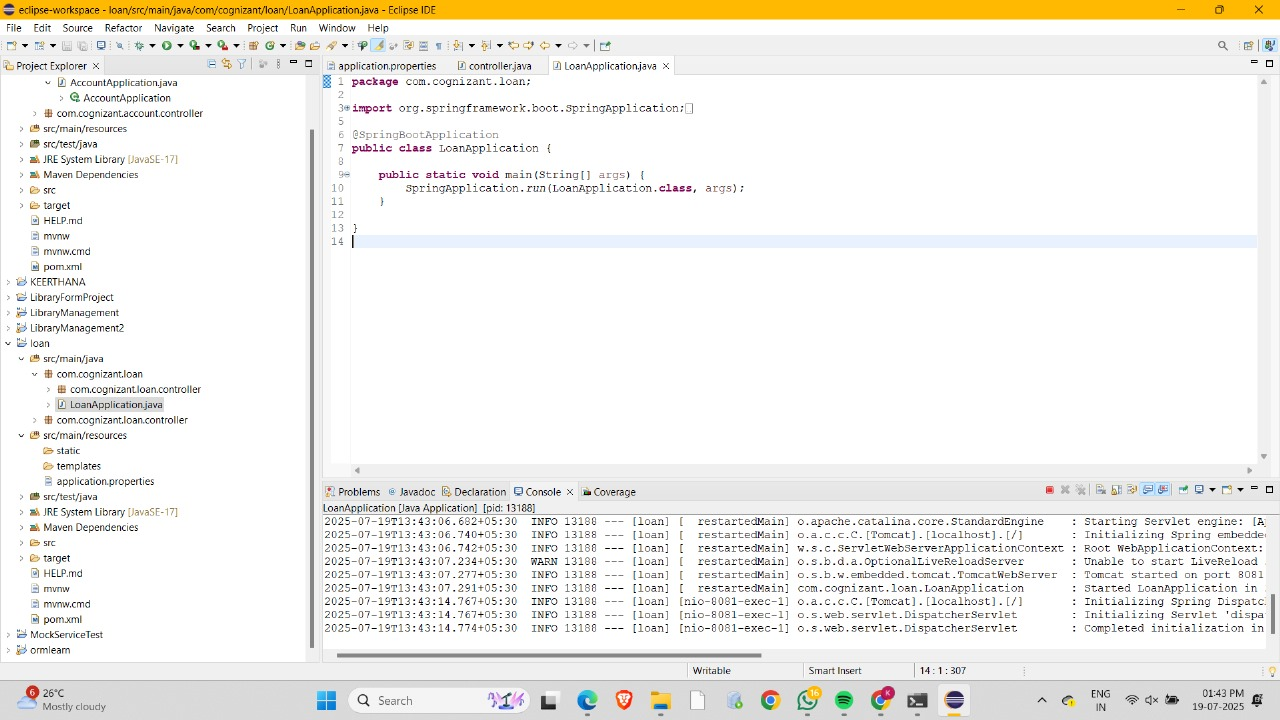 eclipse-workspace - loan/src/main/java/com/cognizant/loan/LoanApplication.java - Eclipse IDE
File Edit Source Refactor Navigate Search Project Run Window Help
Project Explorer
AccountApplication.java
AccountApplication
com.cognizant.account.controller
src/main/resources
src/test/java
JRE System Library [JavaSE-17]
Maven Dependencies
src
target
HELP.md
mvnw
mvnw.cmd
pom.xml
KEERTHANA
LibraryFormProject
LibraryManagement
LibraryManagement2
loan
src/main/java
com.cognizant.loan
com.cognizant.loan.controller
LoanApplication.java
com.cognizant.loan.controller
src/main/resources
static
templates
application.properties
src/test/java
JRE System Library [JavaSE-17]
Maven Dependencies
src
target
HELP.md
mvnw
mvnw.cmd
pom.xml
MockServiceTest
ormlearn
application.properties controller.java LoanApplication.java
1 package com.cognizant.loan;
2
3 import org.springframework.boot.SpringApplication;
5
6 @SpringBootApplication
7 public class LoanApplication {
8
9 public static void main(String[] args) {
10 SpringApplication.run(LoanApplication.class, args);
11 }
12
13 }
14
Problems Javadoc Declaration Console Coverage
LoanApplication [Java Application] [pid: 13188]
2025-07-19T13:43:06.682+05:30 INFO 13188 --- [loan] [ restartedMain] o.apache.catalina.core.StandardEngine : Starting Servlet engine: [A
2025-07-19T13:43:06.740+05:30 INFO 13188 --- [loan] [ restartedMain] o.a.c.c.C.[Tomcat].[localhost].[/] : Initializing Spring embedde
2025-07-19T13:43:06.742+05:30 INFO 13188 --- [loan] [ restartedMain] w.s.c.ServletWebServerApplicationContext : Root WebApplicationContext:
2025-07-19T13:43:07.234+05:30 WARN 13188 --- [loan] [ restartedMain] o.s.b.d.a.OptionalLiveReloadServer : Unable to start LiveReload
2025-07-19T13:43:07.277+05:30 INFO 13188 --- [loan] [ restartedMain] o.s.b.w.embedded.tomcat.TomcatWebServer : Tomcat started on port 8081
2025-07-19T13:43:07.291+05:30 INFO 13188 --- [loan] [ restartedMain] com.cognizant.loan.LoanApplication : Started LoanApplication in
2025-07-19T13:43:14.767+05:30 INFO 13188 --- [loan] [nio-8081-exec-1] o.a.c.c.C.[Tomcat].[localhost].[/] : Initializing Spring Dispatc
2025-07-19T13:43:14.767+05:30 INFO 13188 --- [loan] [nio-8081-exec-1] o.s.web.servlet.DispatcherServlet : Initializing Servlet 'dispa
2025-07-19T13:43:14.774+05:30 INFO 13188 --- [loan] [nio-8081-exec-1] o.s.web.servlet.DispatcherServlet : Completed initialization in
Writable Smart Insert 14 : 1 : 307
6 26°C
Mostly cloudy
Search
16
K
ENG
IN
01:43 PM
19-07-2025